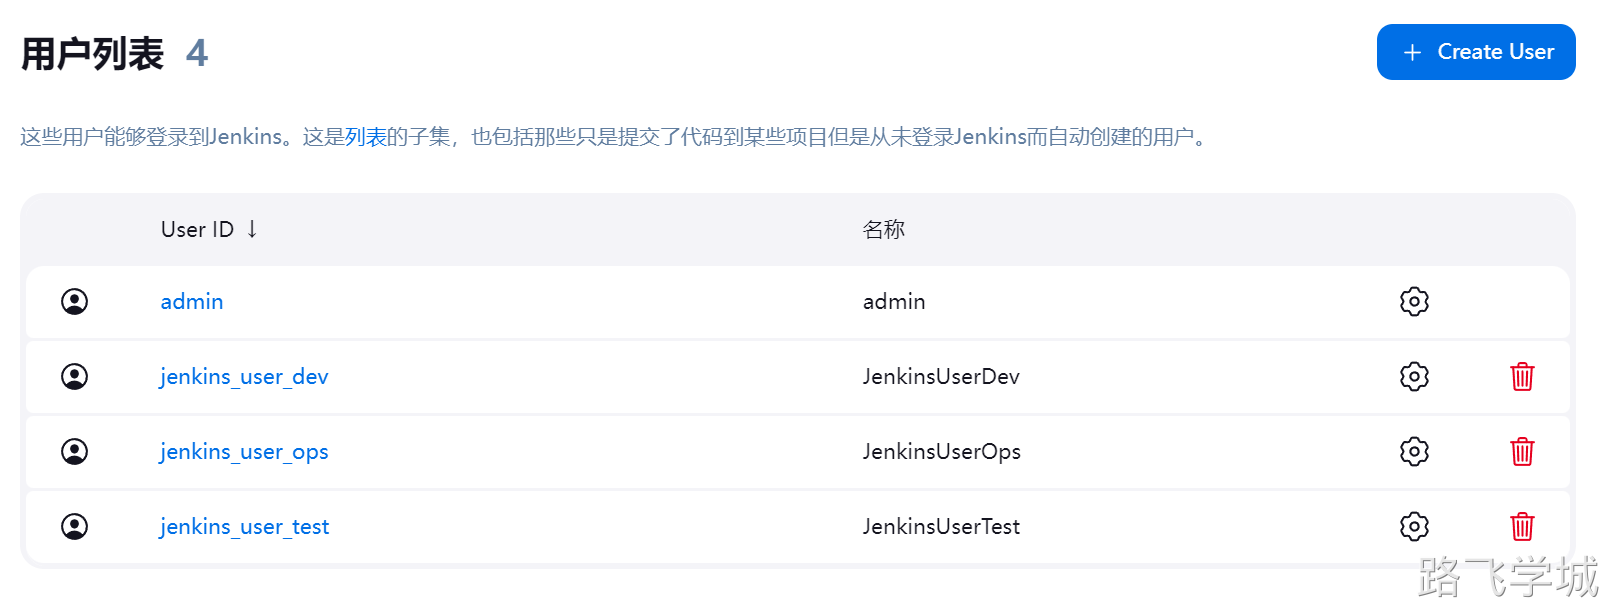 用户列表 4
+ Create User
这些用户能够登录到Jenkins。这是列表的子集，也包括那些只是提交了代码到某些项目但是从未登录Jenkins而自动创建的用户。
User ID ↓ 名称
admin admin
jenkins_user_dev JenkinsUserDev
jenkins_user_ops JenkinsUserOps
jenkins_user_test JenkinsUserTest
路飞学城